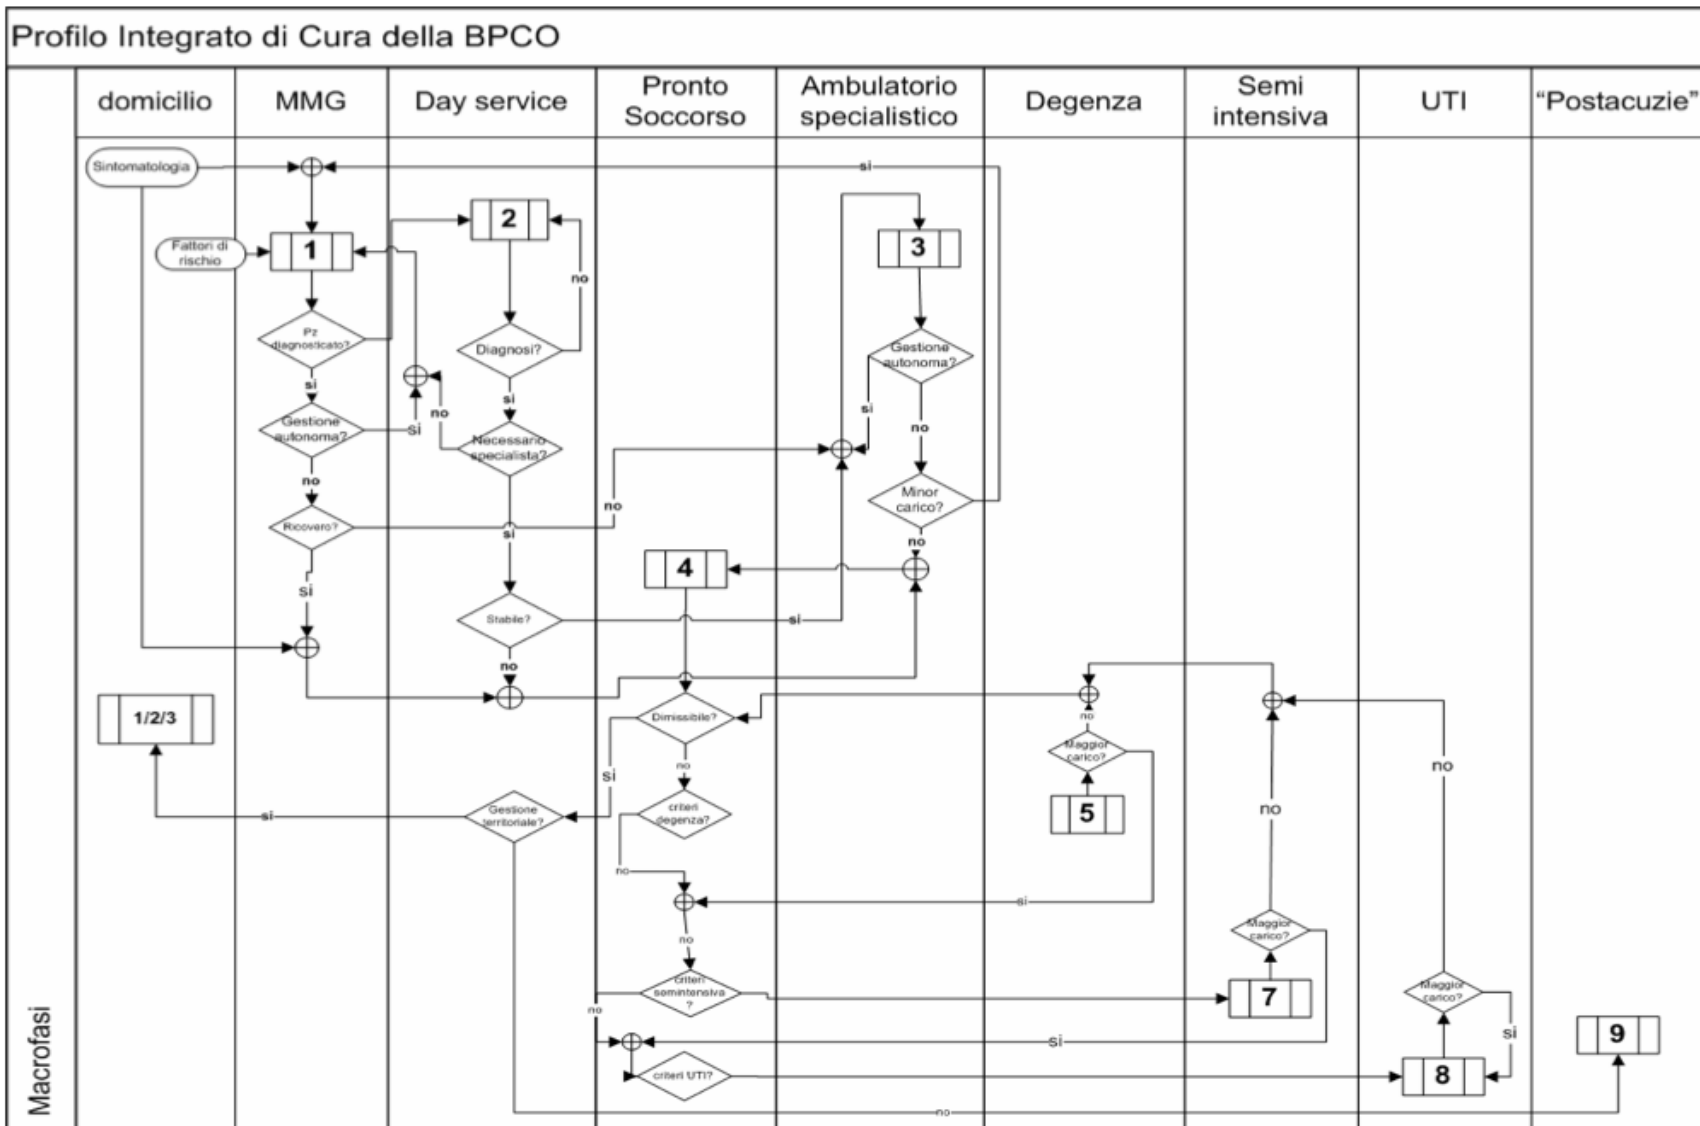 Profilo Integrato di Cura della BPCO
domicilio
MMG
Day service
Pronto
Soccorso
Ambulatorio
specialistico
Degenza
Semi
intensiva
UTI
“Postacuzie”
Sintomatologia
si
2
3
1
Fattori di
rischio
no
Pz
diagnosticato?
Diagnosi?
Gestione
autonoma?
si
si
no
si
Gestione
autonoma?
si
no
Necessario
specialista?
no
no
Minor
carico?
no
Ricovero?
si
no
4
si
Stabile?
si
no
1/2/3
Dimissibile?
no
Maggior
carico?
no
no
si
5
no
criteri
degenza?
Gestione
territoriale?
si
no
si
no
Maggior
carico?
criteri
semintensiva
?
7
Maggior
carico?
no
9
si
si
criteri UTI?
8
no
Macrofasi